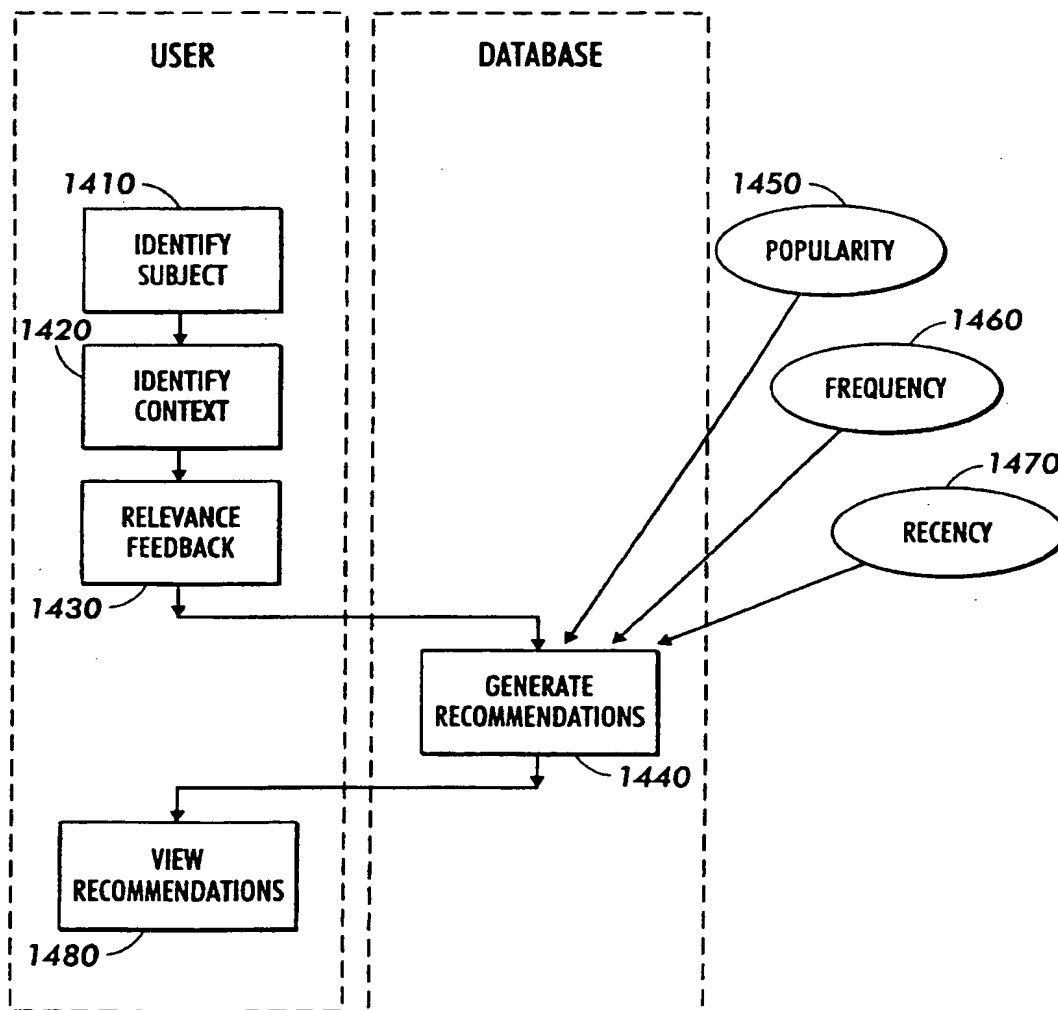 USER
DATABASE
1410
IDENTIFY
SUBJECT
1450
POPULARITY
1420
IDENTIFY
CONTEXT
1460
FREQUENCY
1470
RECENCY
RELEVANCE
FEEDBACK
1430
GENERATE
RECOMMENDATIONS
1440
VIEW
RECOMMENDATIONS
1480